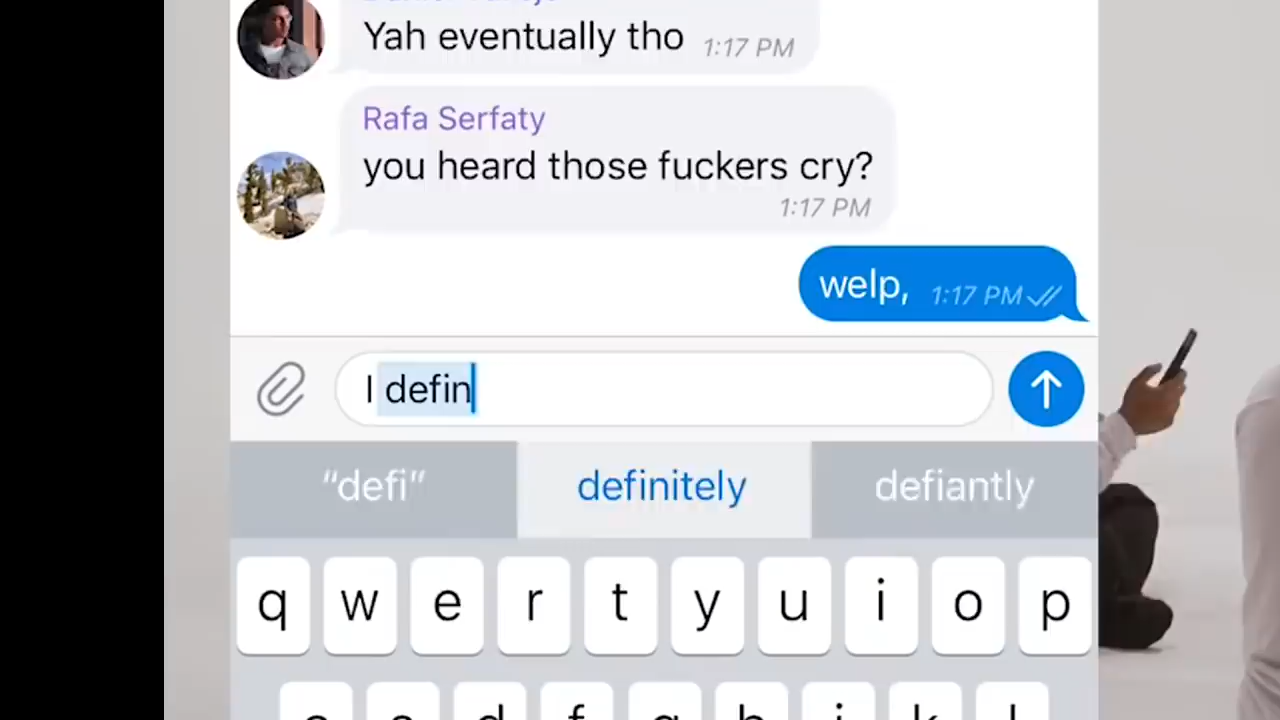 Yah eventually tho 1:17 PM
Rafa Serfaty
you heard those fuckers cry?
1:17 PM
welp, 1:17 PM
I defin
“defi” definitely defiantly
q w e r t y u i o p